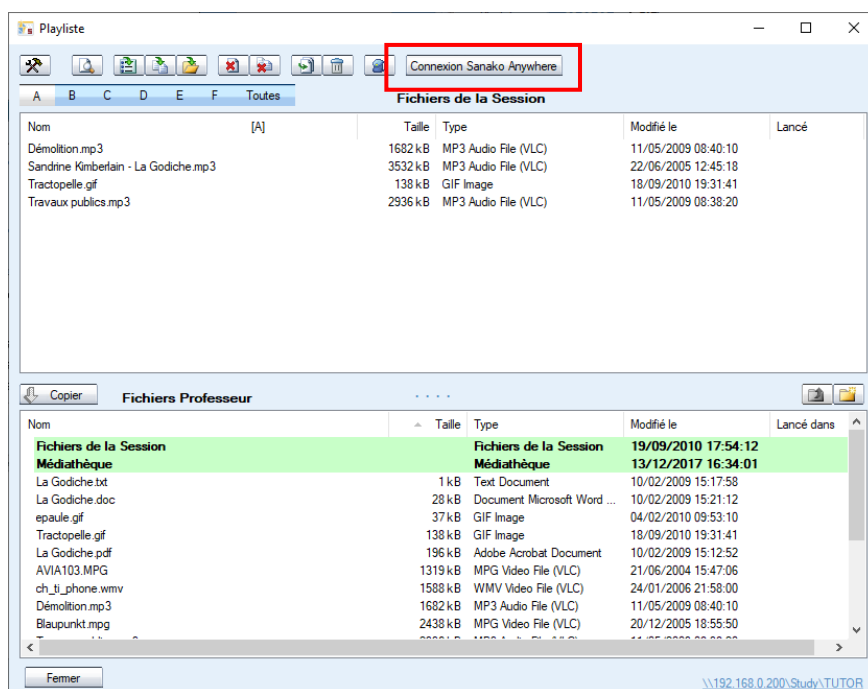 Playliste
Connexion Sanako Anywhere
A B C D E F Toutes Fichiers de la Session
Nom [A] Taille Type Modifié le Lancé
Démolition.mp3 1682 kB MP3 Audio File (VLC) 11/05/2009 08:40:10
Sandrine Kimberlain - La Godiche.mp3 3532 kB MP3 Audio File (VLC) 22/06/2005 12:45:18
Tractopelle.gif 138 kB GIF Image 18/09/2010 19:31:41
Travaux publics.mp3 2936 kB MP3 Audio File (VLC) 11/05/2009 08:38:20
Copier Fichiers Professeur
Nom Taille Type Modifié le Lancé dans
Fichiers de la Session Fichiers de la Session 19/09/2010 17:54:12
Médiathèque Médiathèque 13/12/2017 16:34:01
La Godiche.txt 1 kB Text Document 10/02/2009 15:17:58
La Godiche.doc 28 kB Document Microsoft Word ... 10/02/2009 15:21:12
epaule.gif 37 kB GIF Image 04/02/2010 09:53:10
Tractopelle.gif 138 kB GIF Image 18/09/2010 19:31:41
La Godiche.pdf 196 kB Adobe Acrobat Document 10/02/2009 15:12:52
AVIA103.MPG 1319 kB MPG Video File (VLC) 21/06/2004 15:47:06
ch_ti_phone.wmv 1588 kB WMV Video File (VLC) 24/01/2006 21:58:00
Démolition.mp3 1682 kB MP3 Audio File (VLC) 11/05/2009 08:40:10
Blaupunkt.mpg 2438 kB MPG Video File (VLC) 20/12/2005 18:55:50
Fermer \\192.168.0.200\Study\TUTOR